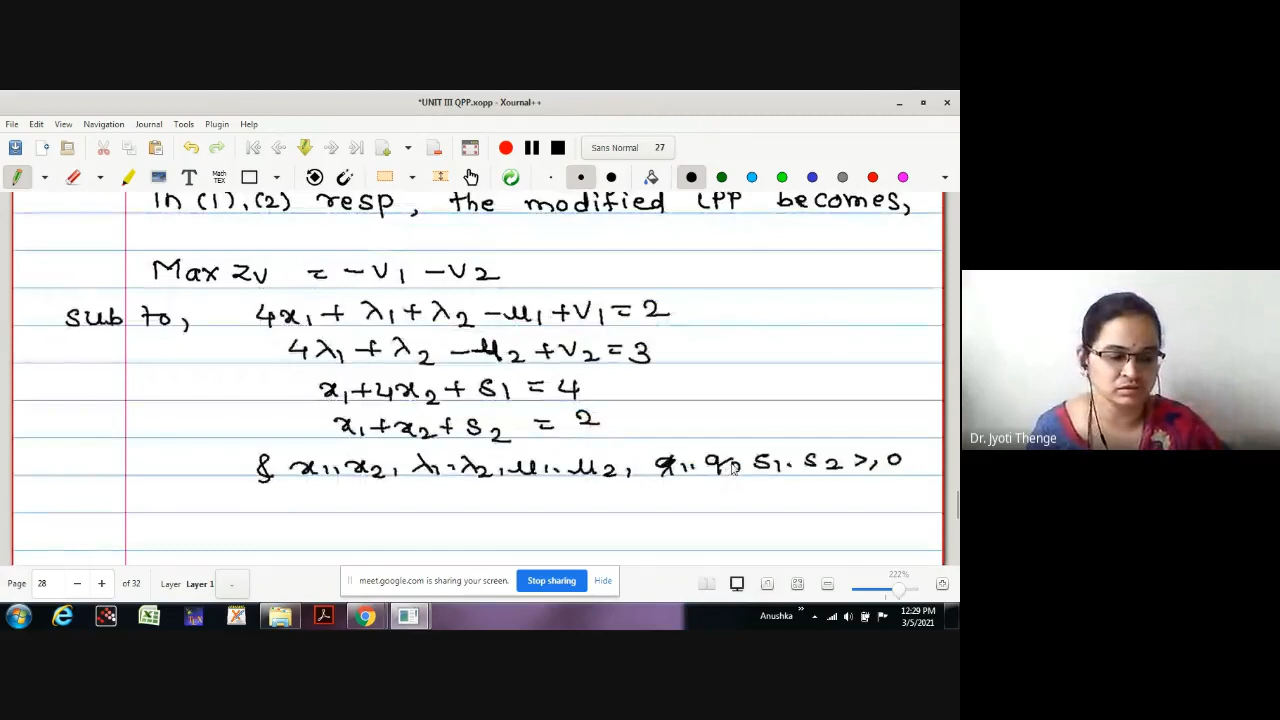 *UNIT III QPP.xopp - Xournal++
File Edit View Navigation Journal Tools Plugin Help
Sans Normal 27
T Math TEX
in (1), (2) resp, the modified LPP becomes,
Max Zv = -v1 - v2
sub to, 4x1 + λ1 + λ2 - μ1 + v1 = 2
4λ1 + λ2 - μ2 + v2 = 3
x1 + 4x2 + s1 = 4
x1 + x2 + s2 = 2
& x1, x2, λ1, λ2, μ1, μ2, s1, s2 ≥, 0
Dr. Jyoti Thenge
Page 28 of 32 Layer Layer 1
222%
meet.google.com is sharing your screen. Stop sharing Hide
Anushka
12:29 PM
3/5/2021